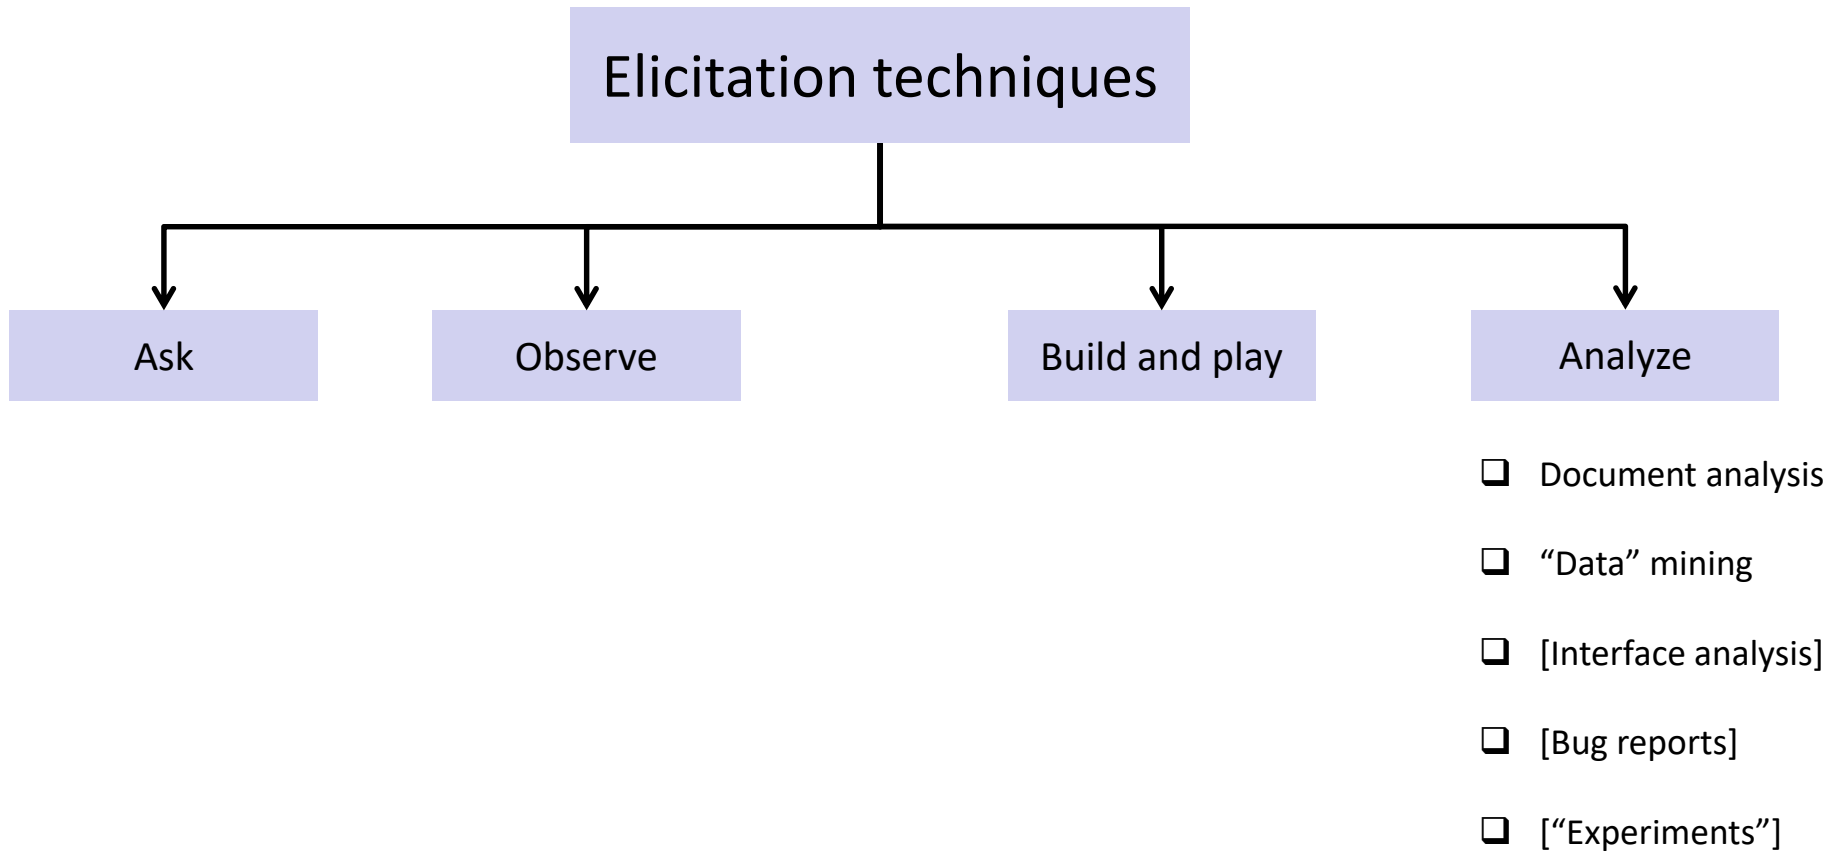 Elicitation techniques
Ask
Observe
Build and play
Analyze
Document analysis
“Data” mining
[Interface analysis]
[Bug reports]
[“Experiments”]